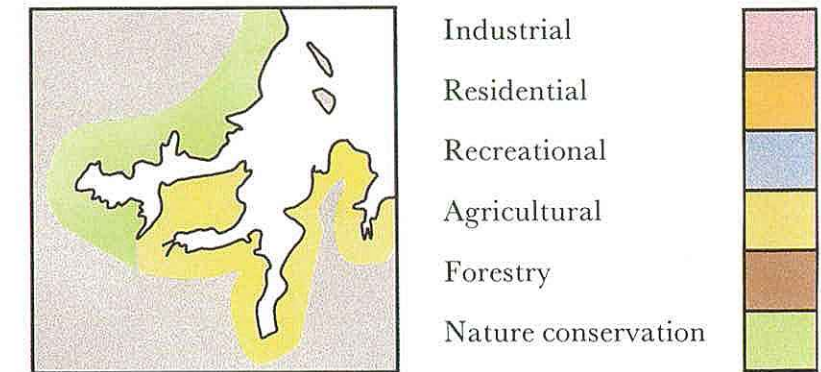 Industrial
Residential
Recreational
Agricultural
Forestry
Nature conservation